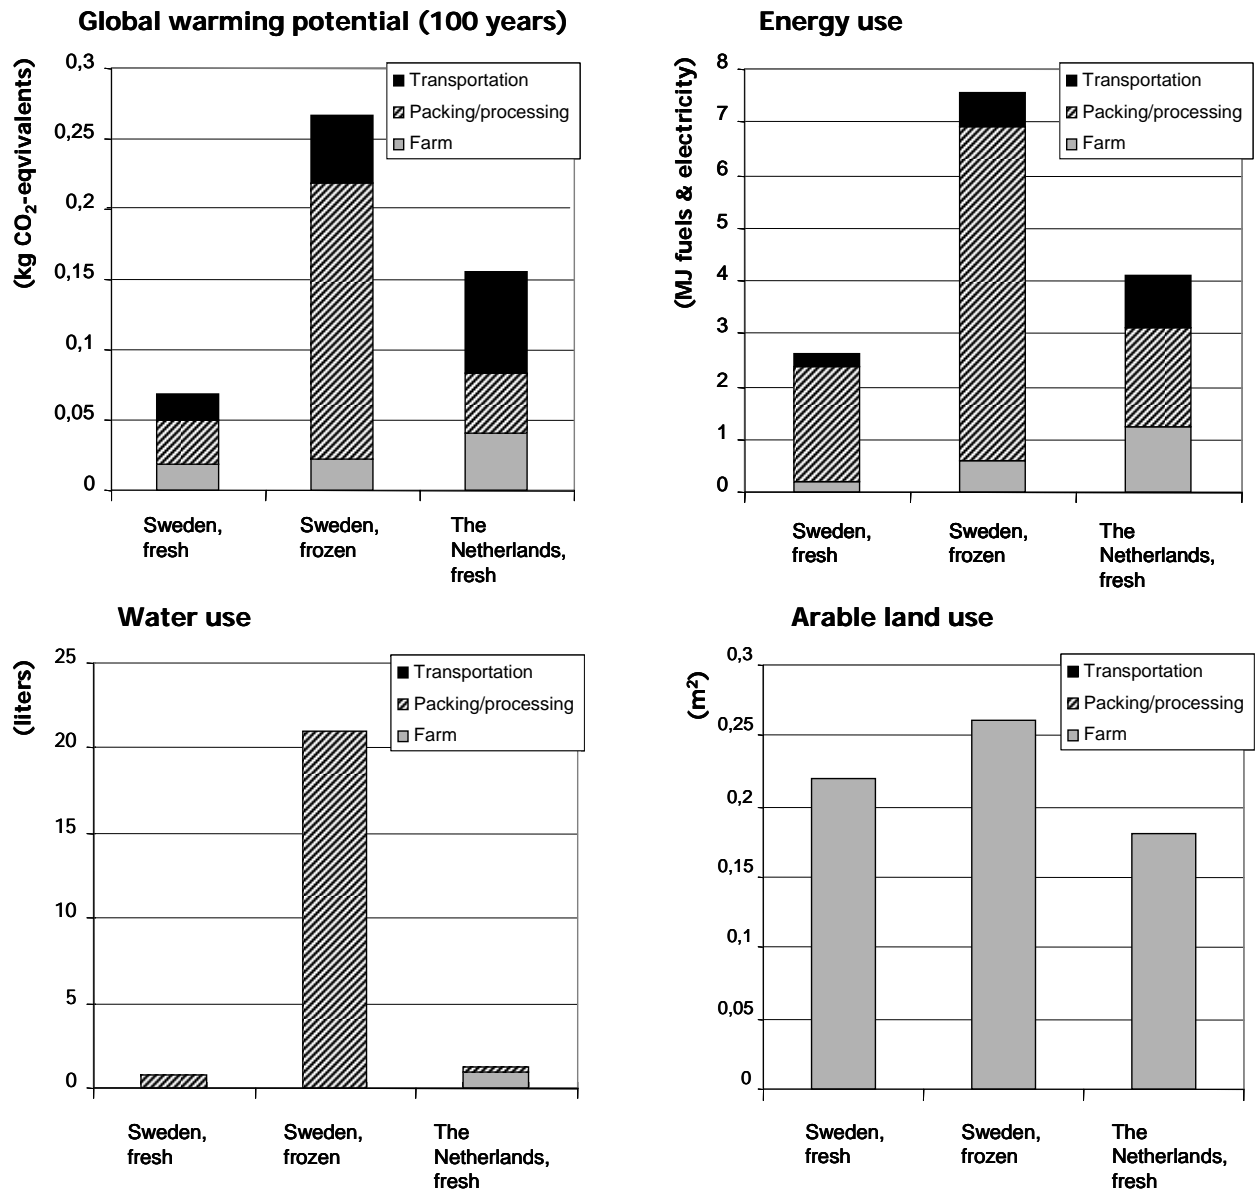 Global warming potential (100 years)
(kg CO₂-eqvivalents)
0,3
0,25
0,2
0,15
0,1
0,05
0
Transportation
Packing/processing
Farm
Sweden,
fresh
Sweden,
frozen
The
Netherlands,
fresh
Energy use
(MJ fuels & electricity)
8
7
6
5
4
3
2
1
0
Transportation
Packing/processing
Farm
Sweden,
fresh
Sweden,
frozen
The
Netherlands,
fresh
Water use
(liters)
25
20
15
10
5
0
Transportation
Packing/processing
Farm
Sweden,
fresh
Sweden,
frozen
The
Netherlands,
fresh
Arable land use
(m²)
0,3
0,25
0,2
0,15
0,1
0,05
0
Transportation
Packing/processing
Farm
Sweden,
fresh
Sweden,
frozen
The
Netherlands,
fresh